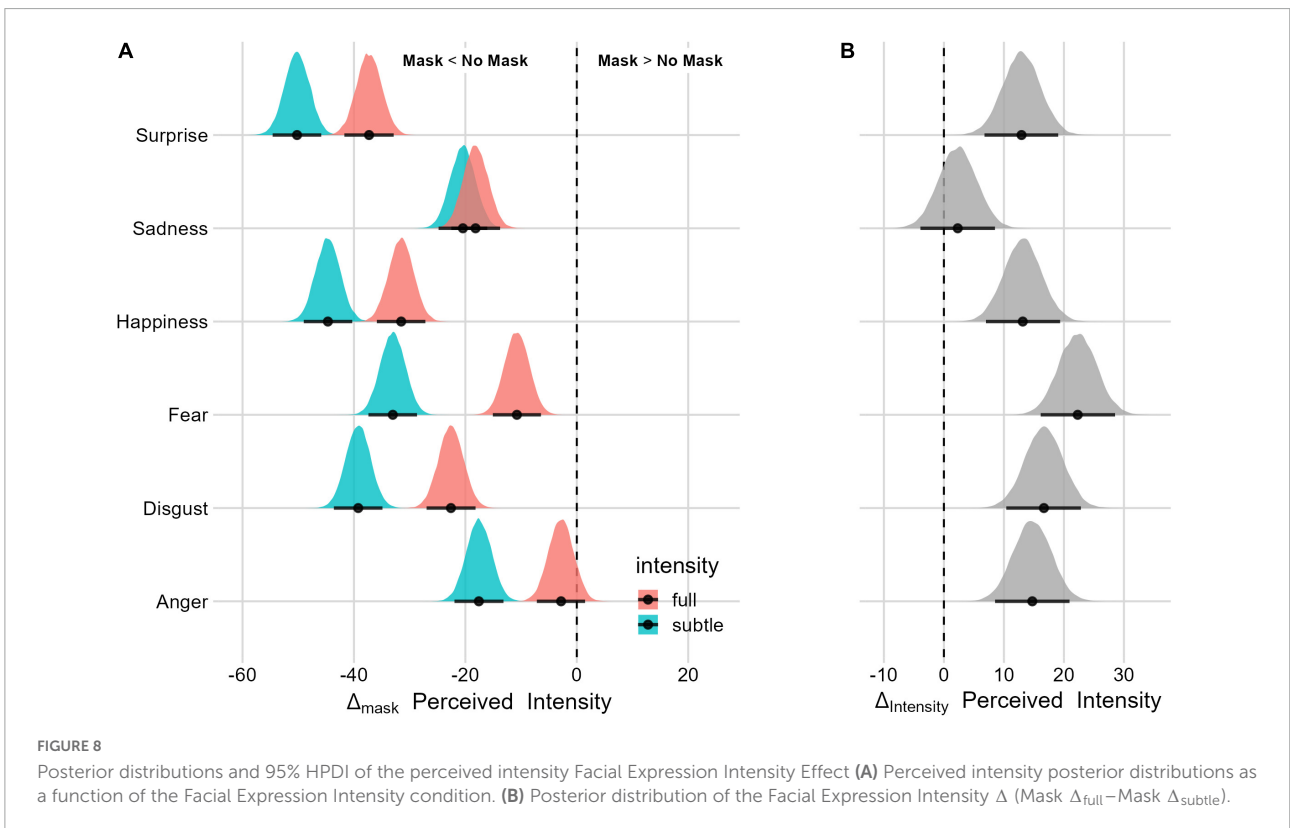 A
Mask < No Mask
Mask > No Mask
B
Surprise
Sadness
Happiness
Fear
Disgust
Anger
intensity
full
subtle
-60 -40 -20 0 20
-10 0 10 20 30
Δmask Perceived Intensity
ΔIntensity Perceived Intensity
FIGURE 8
Posterior distributions and 95% HPDI of the perceived intensity Facial Expression Intensity Effect (A) Perceived intensity posterior distributions as
a function of the Facial Expression Intensity condition. (B) Posterior distribution of the Facial Expression Intensity Δ (Mask Δfull–Mask Δsubtle).